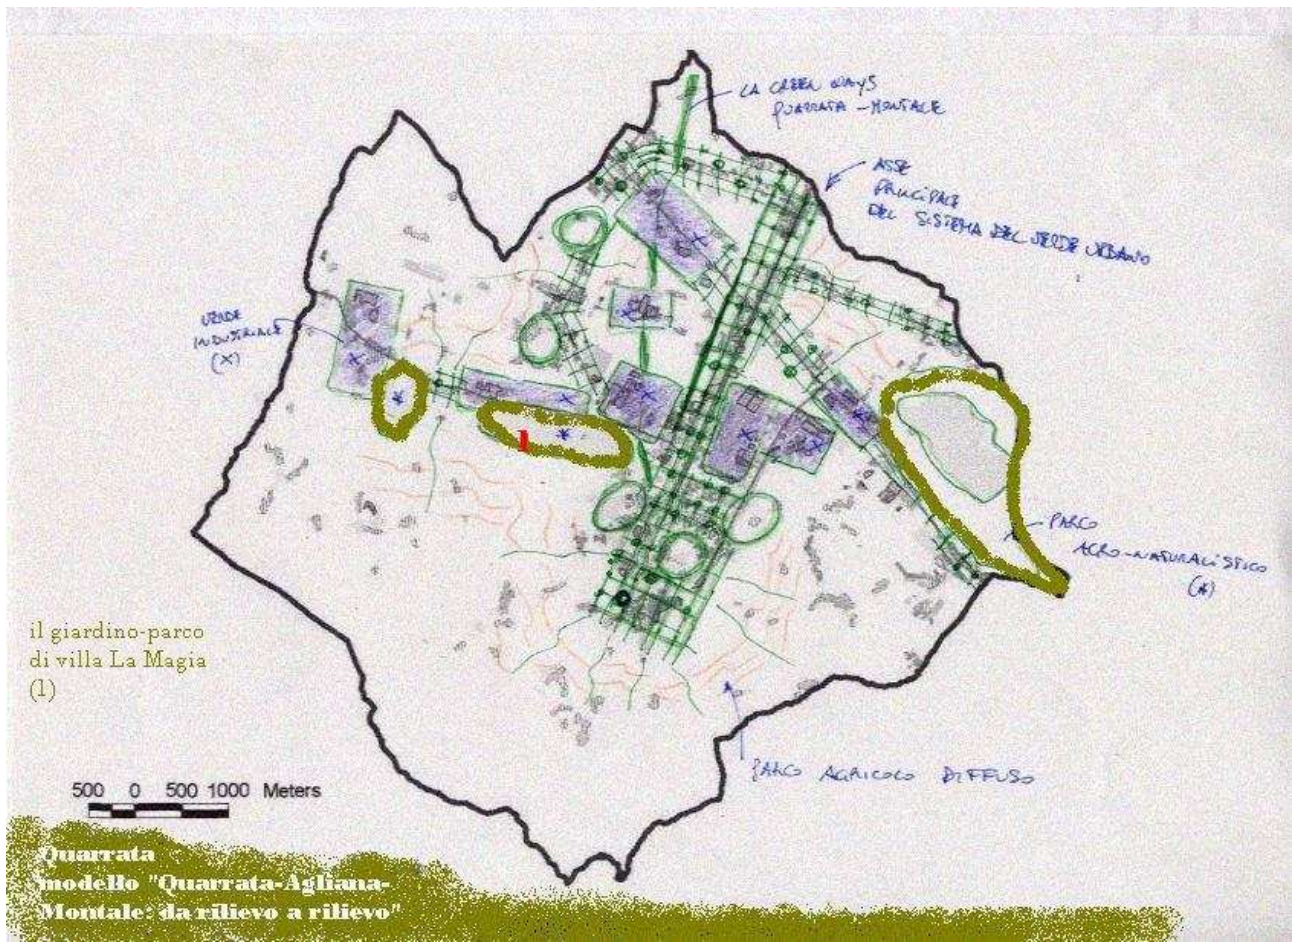 LA GREEN WAYS
QUARRATA - MONTALE
ASSE
PRINCIPALE
DEL SISTEMA DEL VERDE URBANO
VERDE
INDUSTRIALE
(X)
1
PARCO
AGRO-NATURALISTICO
(*)
il giardino-parco
di villa La Magia
(1)
PARCO AGRICOLO DIFFUSO
500 0 500 1000 Meters
Quarrata
modello "Quarrata-Agliana-
Montale: da rilievo a rilievo"